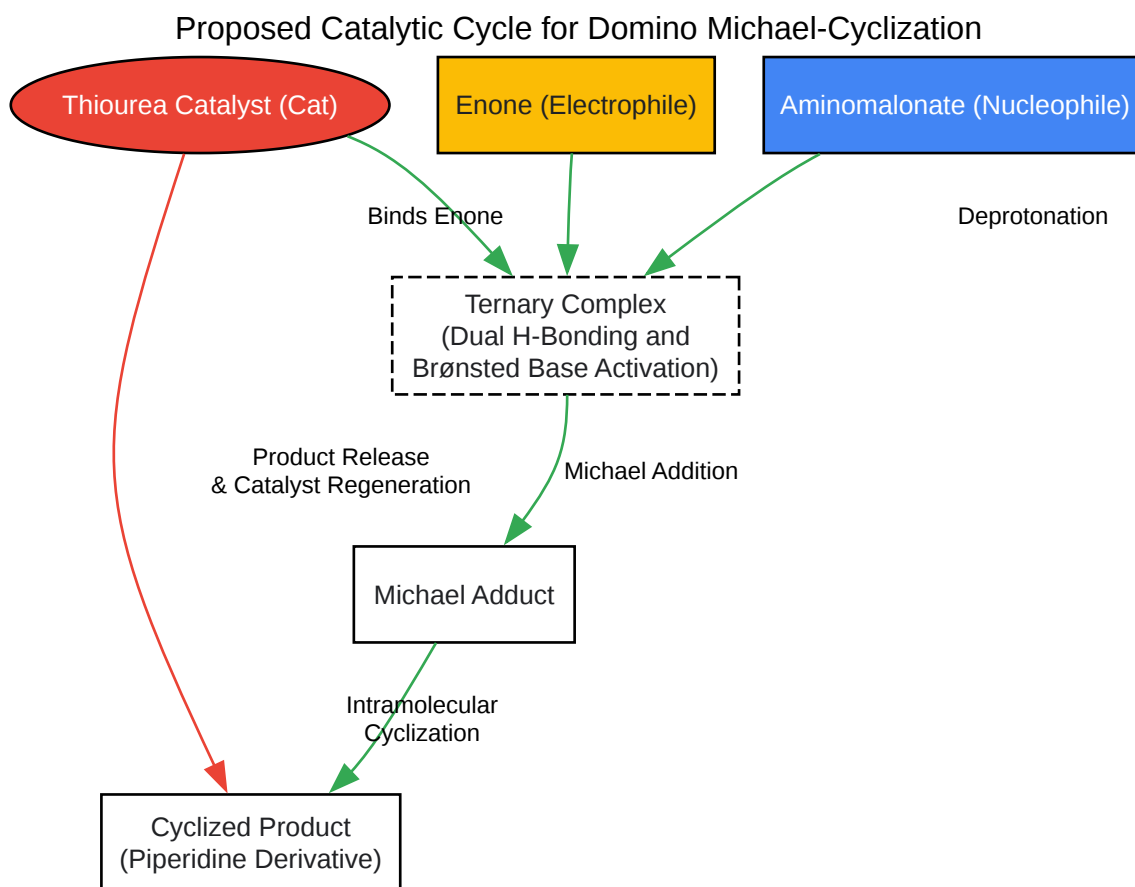 Proposed Catalytic Cycle for Domino Michael-Cyclization
Thiourea Catalyst (Cat)
Enone (Electrophile)
Aminomalonate (Nucleophile)
Binds Enone
Deprotonation
Ternary Complex
(Dual H-Bonding and
Brønsted Base Activation)
Product Release
& Catalyst Regeneration
Michael Addition
Michael Adduct
Intramolecular
Cyclization
Cyclized Product
(Piperidine Derivative)